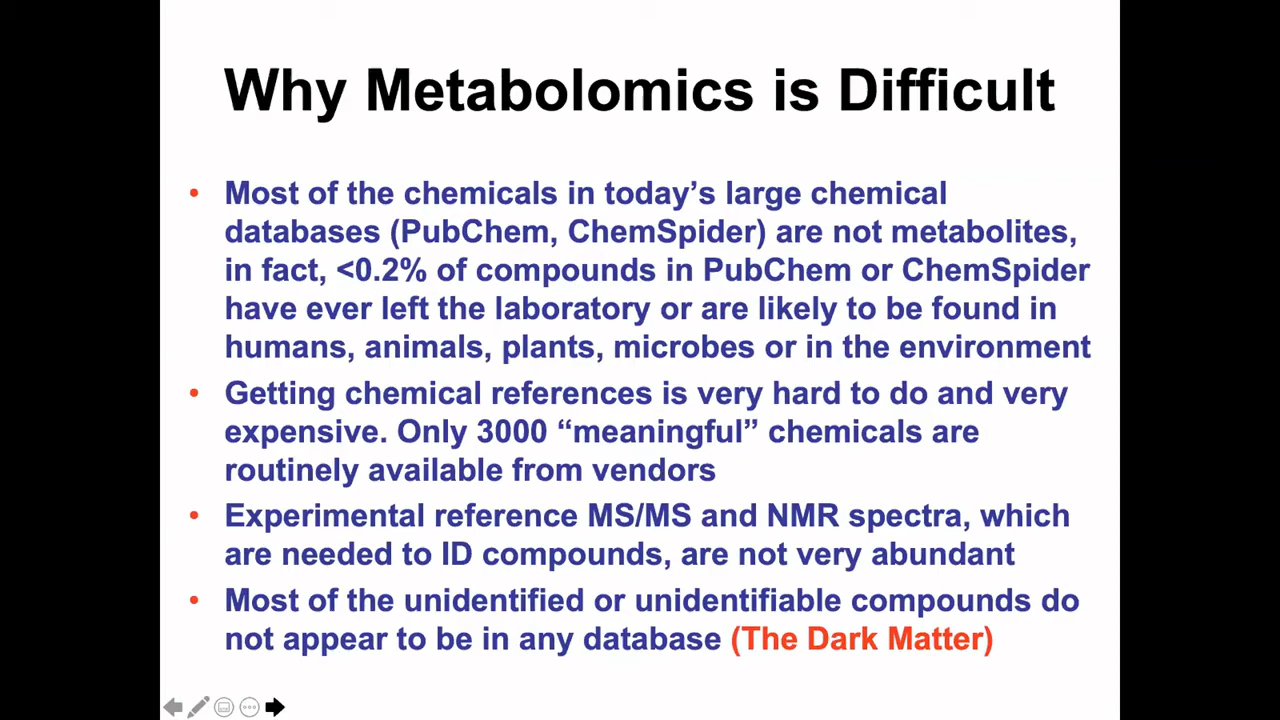 Why Metabolomics is Difficult
• Most of the chemicals in today’s large chemical
databases (PubChem, ChemSpider) are not metabolites,
in fact, <0.2% of compounds in PubChem or ChemSpider
have ever left the laboratory or are likely to be found in
humans, animals, plants, microbes or in the environment
• Getting chemical references is very hard to do and very
expensive. Only 3000 “meaningful” chemicals are
routinely available from vendors
• Experimental reference MS/MS and NMR spectra, which
are needed to ID compounds, are not very abundant
• Most of the unidentified or unidentifiable compounds do
not appear to be in any database (The Dark Matter)